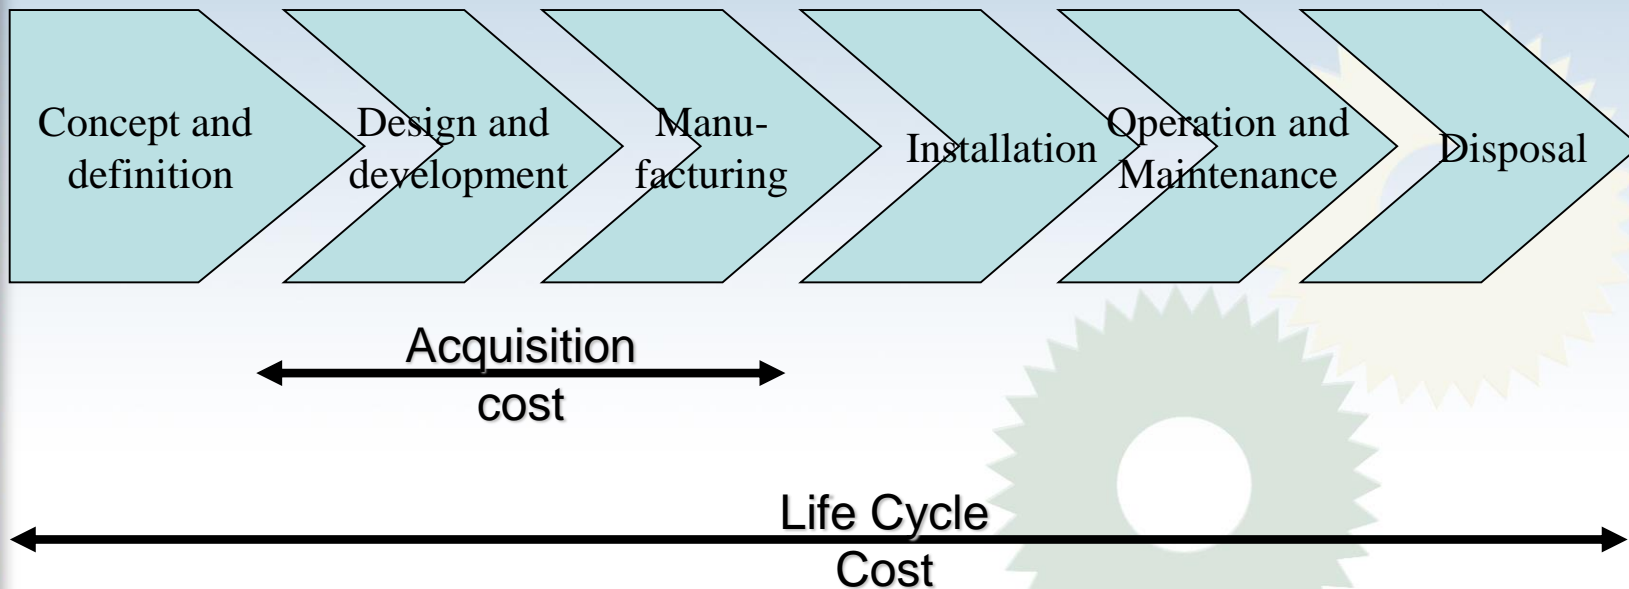 Concept and
definition
Design and
development
Manu-
facturing
Installation
Operation and
Maintenance
Disposal
Acquisition
cost
Life Cycle
Cost